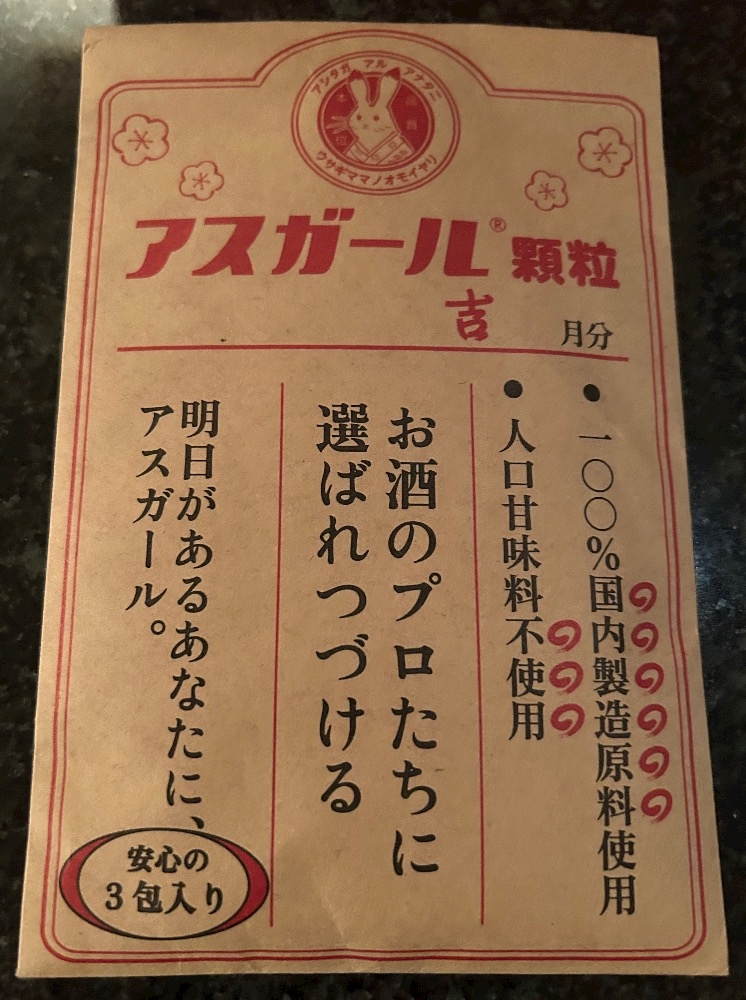 アシタガ アル アナタニ
ウサギママノオモイヤリ
アスガール® 顆粒
吉 月分
● 一〇〇%国内製造原料使用
● 人口甘味料不使用
お酒のプロたちに
選ばれつづける
明日があるあなたに、
アスガール。
安心の
3包入り